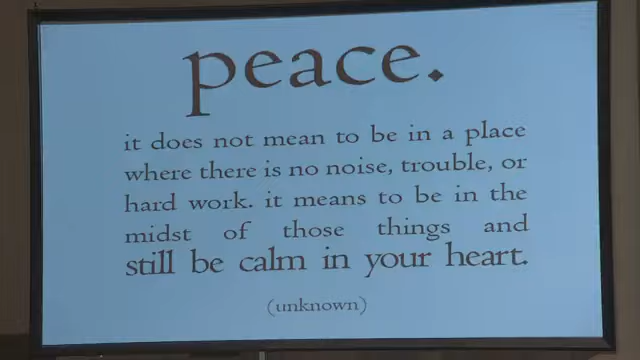 peace.
it does not mean to be in a place
where there is no noise, trouble, or
hard work. it means to be in the
midst of those things and
still be calm in your heart.
(unknown)